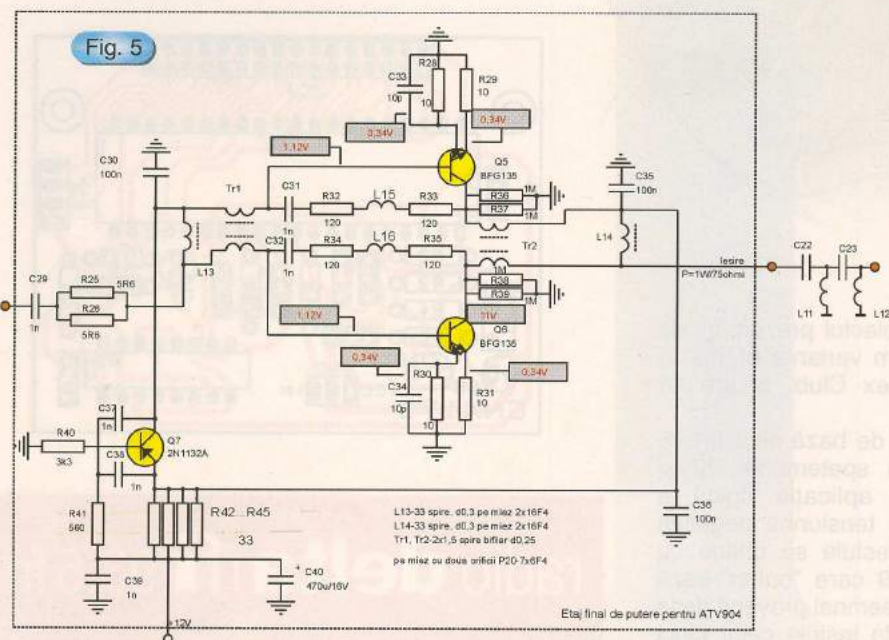 Fig. 5
R28
C33
10p
10
R29
10
0,34V
0,34V
1,12V
Q5
BFG135
C30
100n
Tr1
C31
1n
R32
120
L15
R33
120
1M
R36
R37
1M
C35
100n
C32
1n
R34
120
L16
R35
120
Tr2
L14
1M
R38
R39
1M
L13
C29
1n
R25
5R6
R26
5R6
Iesire
P=1W/75ohmi
C22
C23
L11
L12
1,12V
11V
Q6
BFG135
0,34V
0,34V
C34
10p
R30
10
R31
10
C37
1n
R40
3k3
Q7
2N1132A
C38
1n
R41
560
R42
R45
33
C39
1n
C40
470u/16V
+
+12V
C36
100n
L13-33 spire, d0,3 pe miez 2x16F4
L14-33 spire, d0,3 pe miez 2x16F4
Tr1, Tr2-2x1,5 spire bifilar d0,25
pe miez cu doua orificii P20-7x6F4
Etaj final de putere pentru ATV904